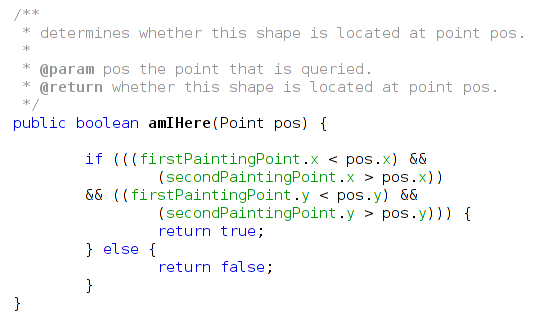 /**
 * determines whether this shape is located at point pos.
 *
 * @param pos the point that is queried.
 * @return whether this shape is located at point pos.
 */
public boolean amIHere(Point pos) {
        if (((firstPaintingPoint.x < pos.x) &&
                (secondPaintingPoint.x > pos.x))
        && ((firstPaintingPoint.y < pos.y) &&
                (secondPaintingPoint.y > pos.y))) {
                return true;
        } else {
                return false;
        }
}